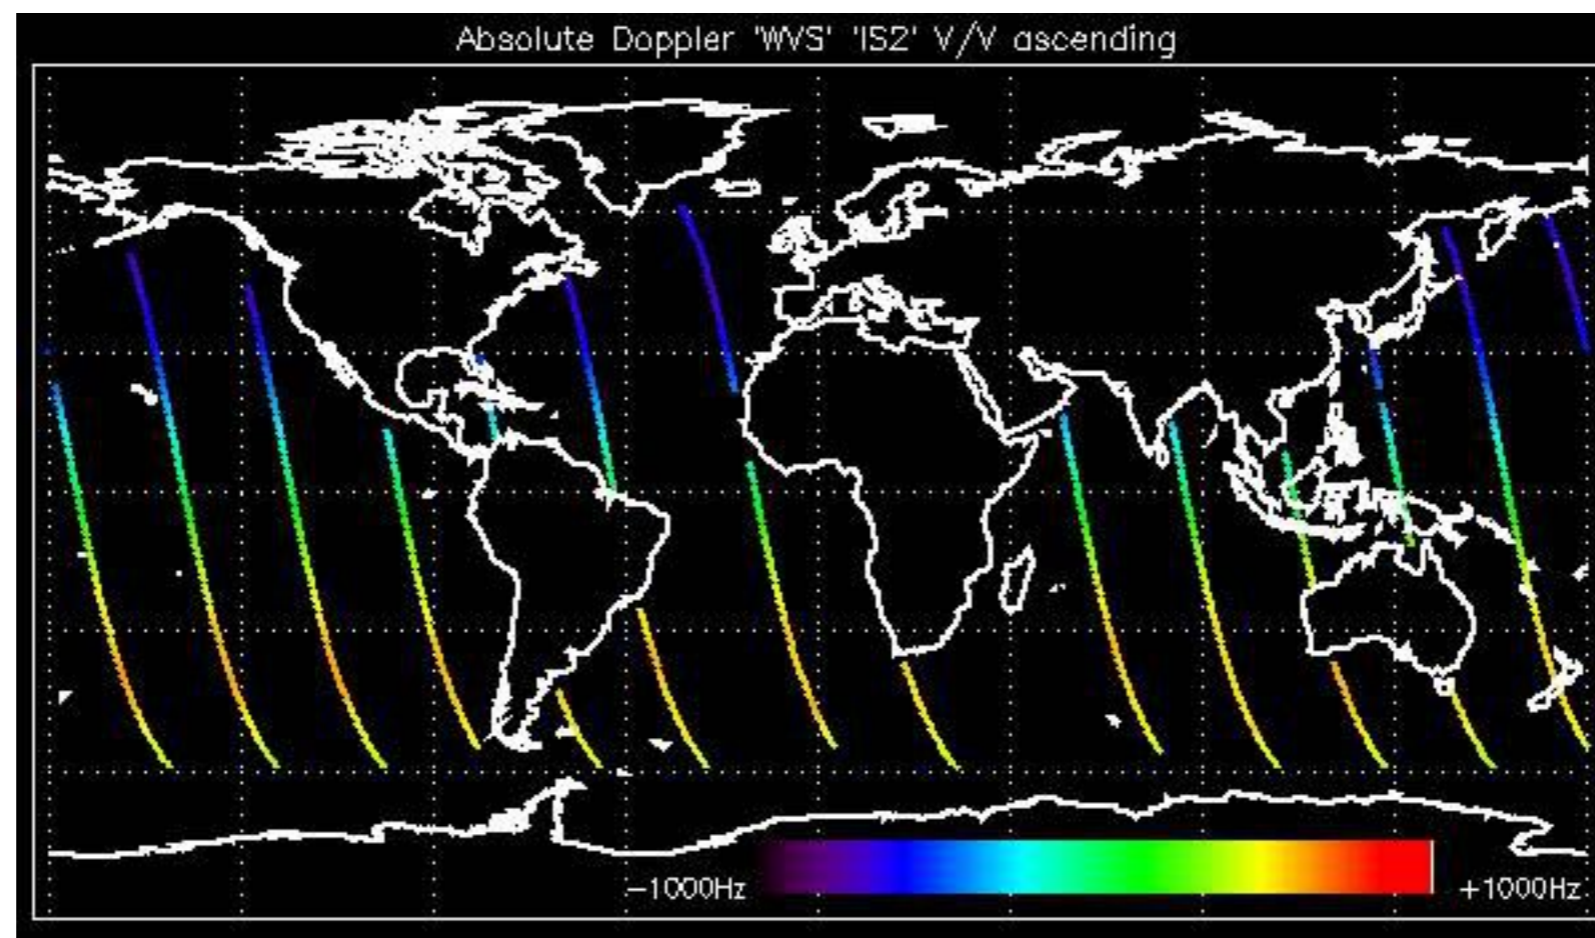 Absolute Doppler 'WVS' 'IS2' V/V ascending
−1000Hz
+1000Hz